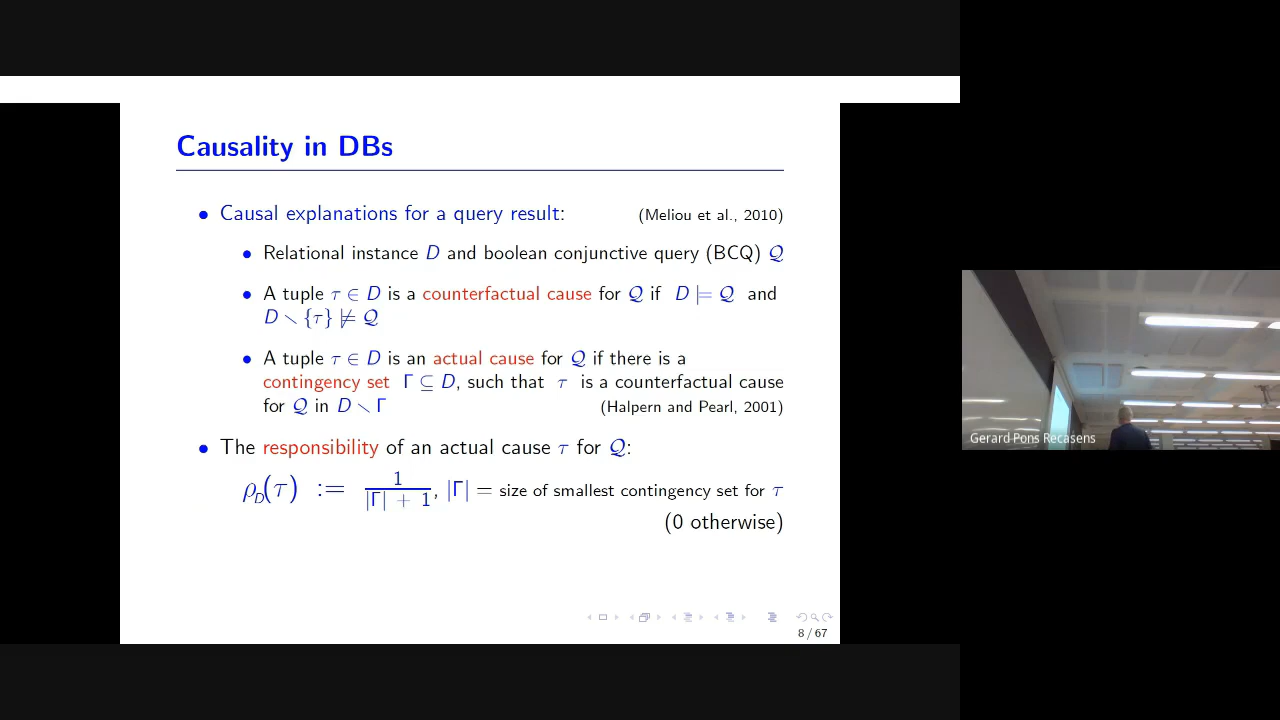 Causality in DBs
• Causal explanations for a query result: (Meliou et al., 2010)
• Relational instance D and boolean conjunctive query (BCQ) 𝒬
• A tuple τ ∈ D is a counterfactual cause for 𝒬 if D ⊨ 𝒬 and
D ∖ {τ} ⊭ 𝒬
• A tuple τ ∈ D is an actual cause for 𝒬 if there is a
contingency set Γ ⊆ D, such that τ is a counterfactual cause
for 𝒬 in D ∖ Γ (Halpern and Pearl, 2001)
• The responsibility of an actual cause τ for 𝒬:
ρ_D(τ) := 1 / (|Γ| + 1), |Γ| = size of smallest contingency set for τ
(0 otherwise)
8 / 67
Gerard Pons Recasens